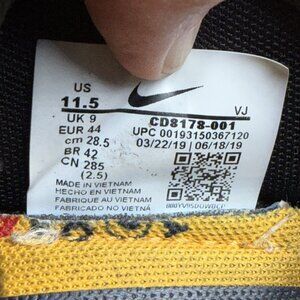 US
11.5
UK 9
EUR 44
cm 28.5
BR 42
CN 285
(2.5)
VJ
CD8178-001
UPC 00193150367120
03/22/19 | 06/18/19
MADE IN VIETNAM
HECHO EN VIETNAM
FABRIQUE AU VIETNAM
FABRICADO NO VIETNÃ